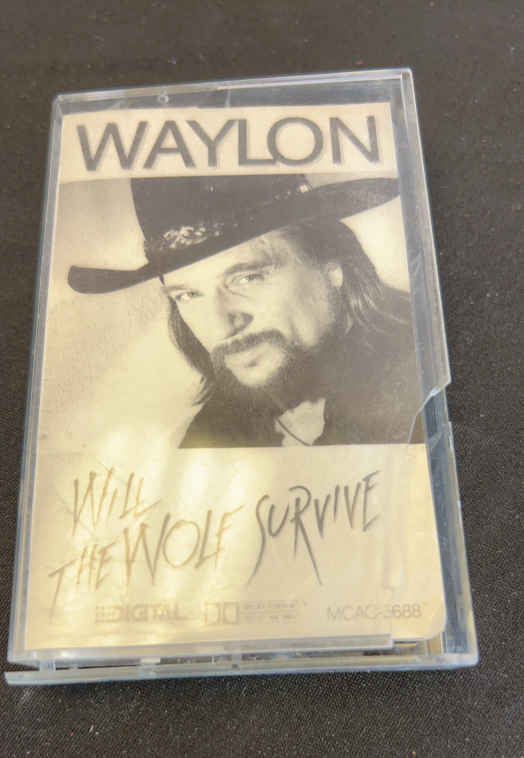 WAYLON
WILL
THE WOLF SURVIVE
DIGITAL
MCAC-5688